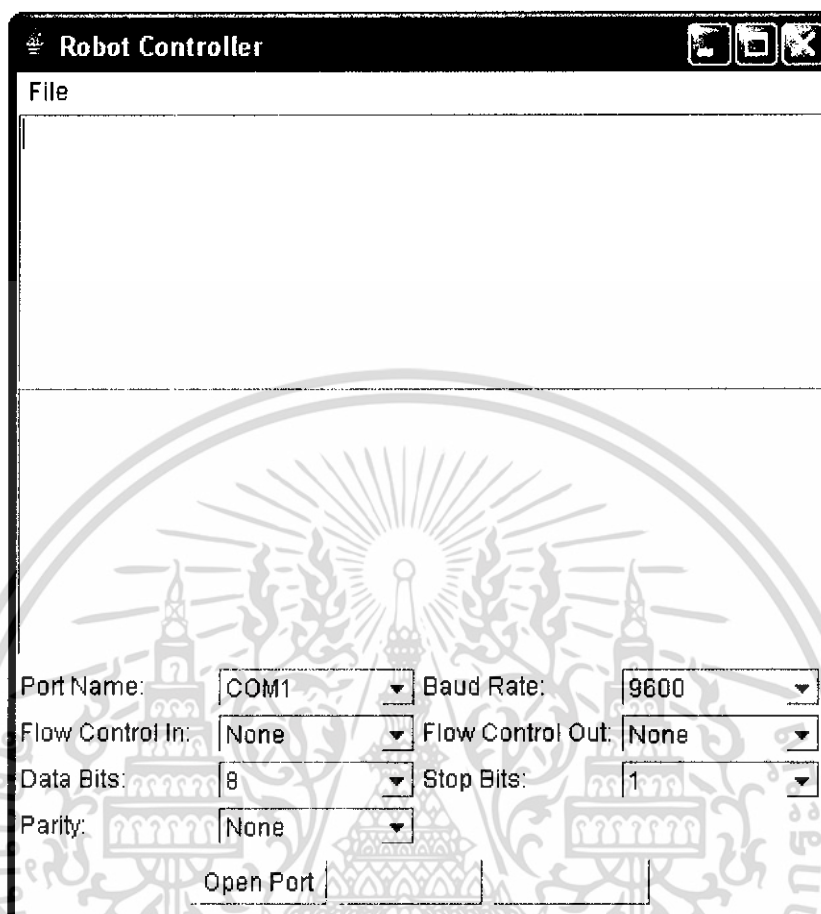 Robot Controller
File
Port Name: COM1 Baud Rate: 9600
Flow Control In: None Flow Control Out: None
Data Bits: 8 Stop Bits: 1
Parity: None
Open Port